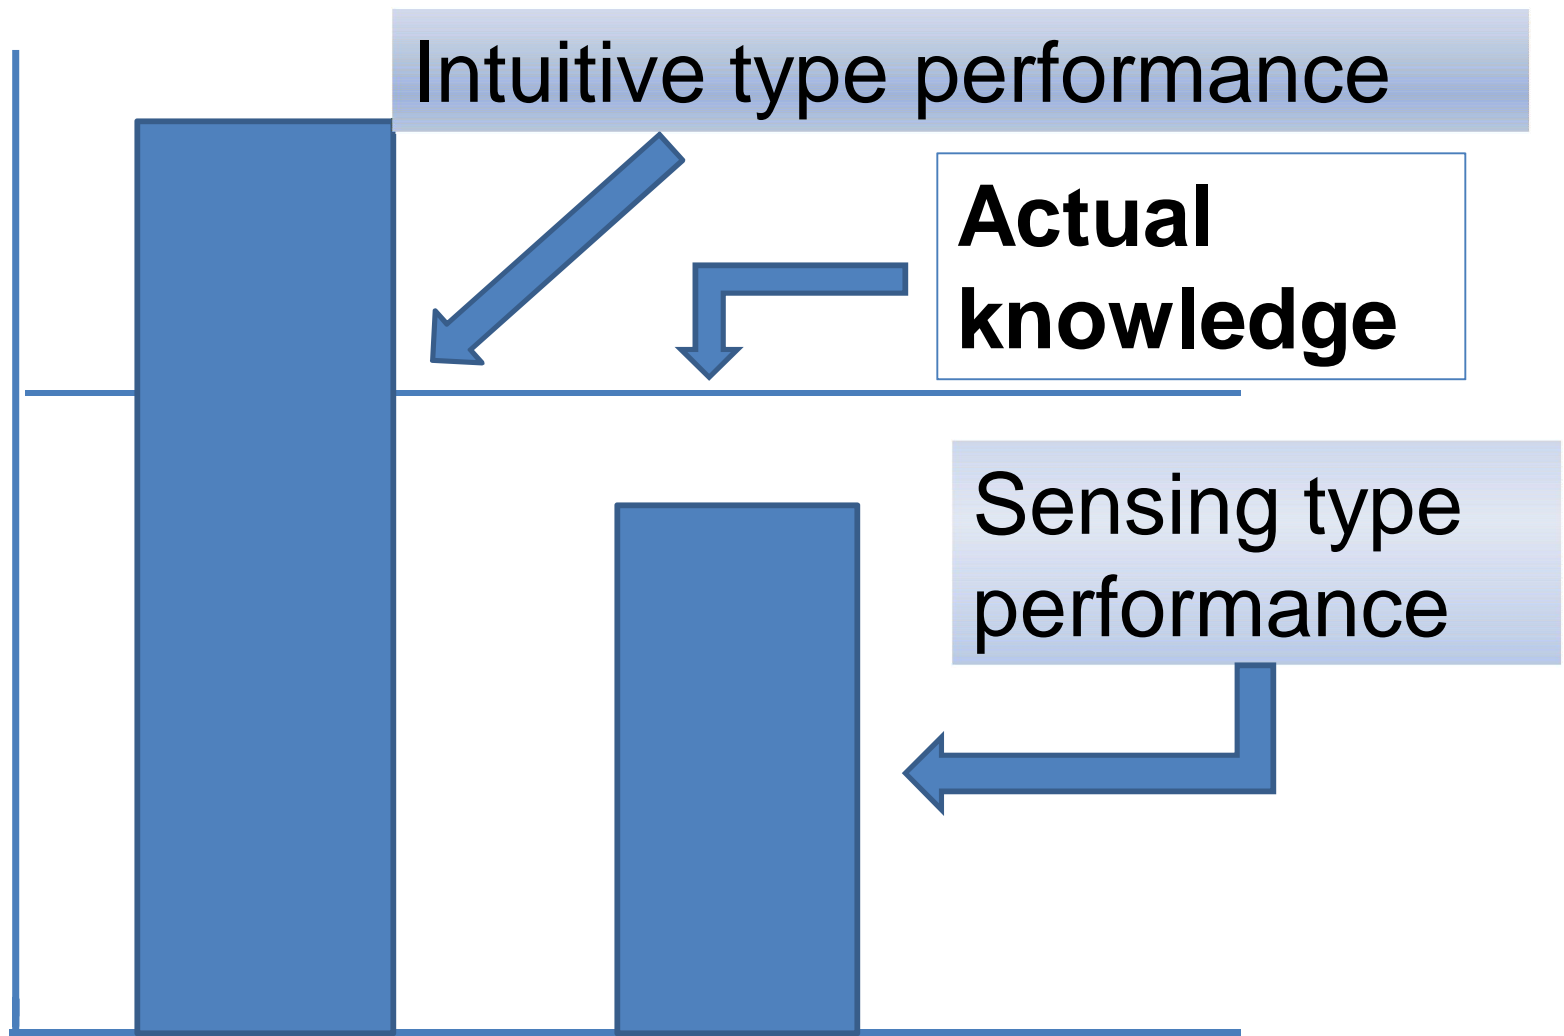 Intuitive type performance
Actual
knowledge
Sensing type
performance